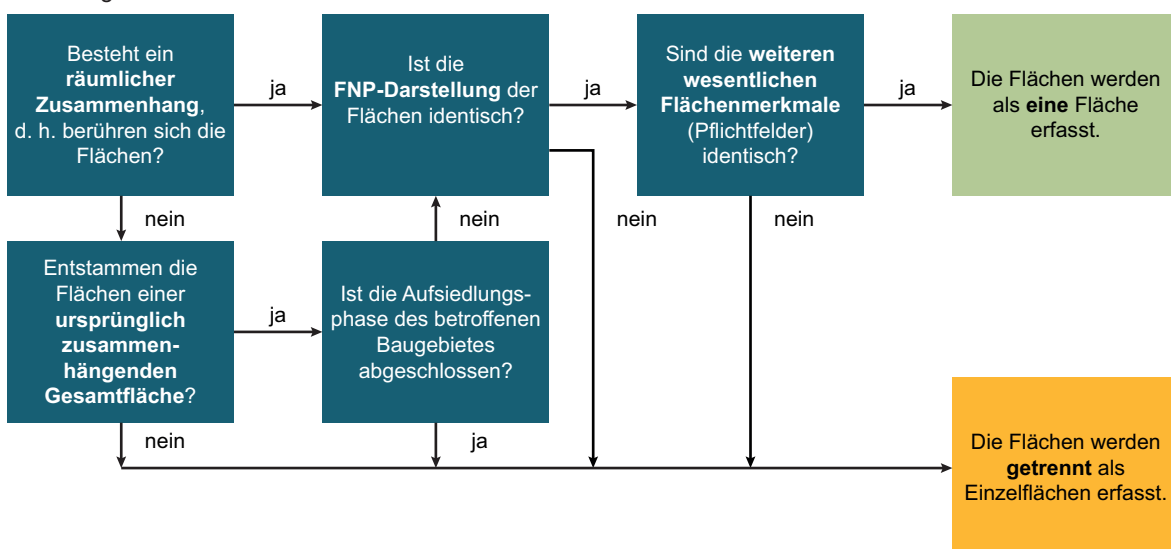 Besteht ein
räumlicher
Zusammenhang,
d. h. berühren sich die
Flächen?
ja
Ist die
FNP-Darstellung der
Flächen identisch?
ja
Sind die weiteren
wesentlichen
Flächenmerkmale
(Pflichtfelder)
identisch?
ja
Die Flächen werden
als eine Fläche
erfasst.
nein
nein
nein
nein
Entstammen die
Flächen einer
ursprünglich
zusammen-
hängenden
Gesamtfläche?
ja
Ist die Aufsiedlungs-
phase des betroffenen
Baugebietes
abgeschlossen?
nein
ja
Die Flächen werden
getrennt als
Einzelflächen erfasst.